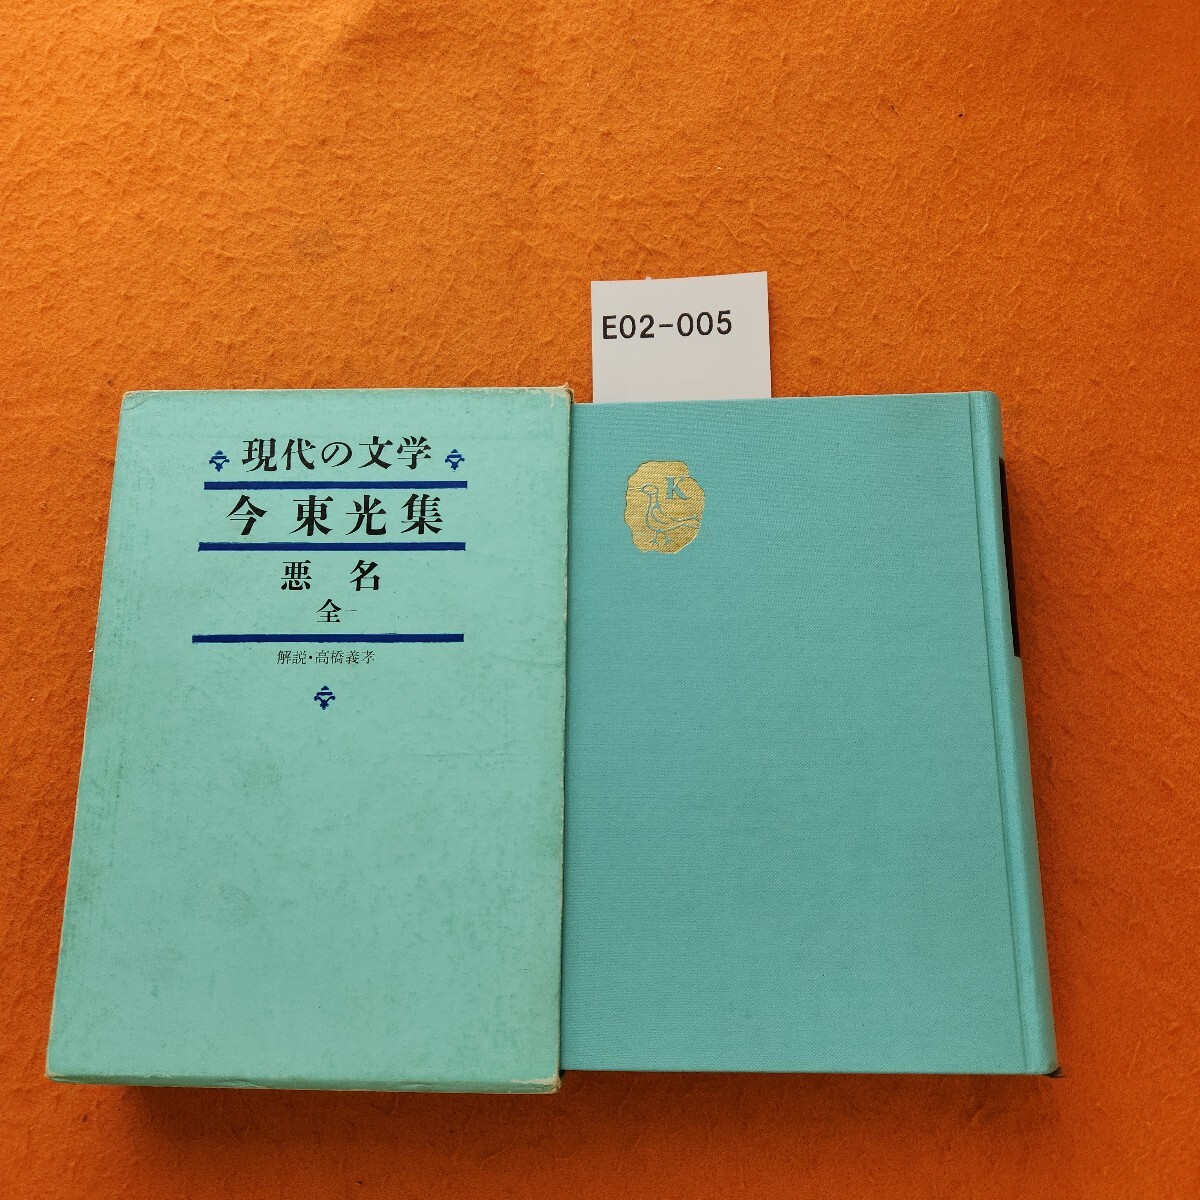 現代の文学
今東光集
悪名
全一
解説・高橋義孝
E02-005
K